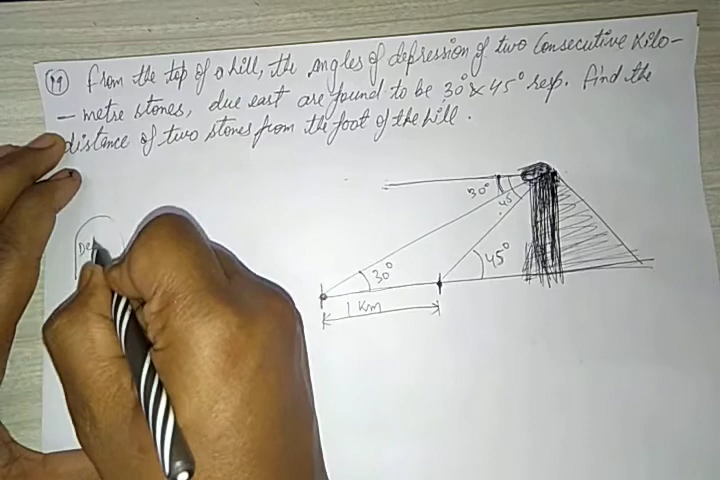 19 From the top of a hill, the angles of depression of two Consecutive Kilo-
- metre stones, due east are found to be 30° & 45° resp. Find the
distance of two stones from the foot of the hill.
30°
45
45°
30°
1 Km
De